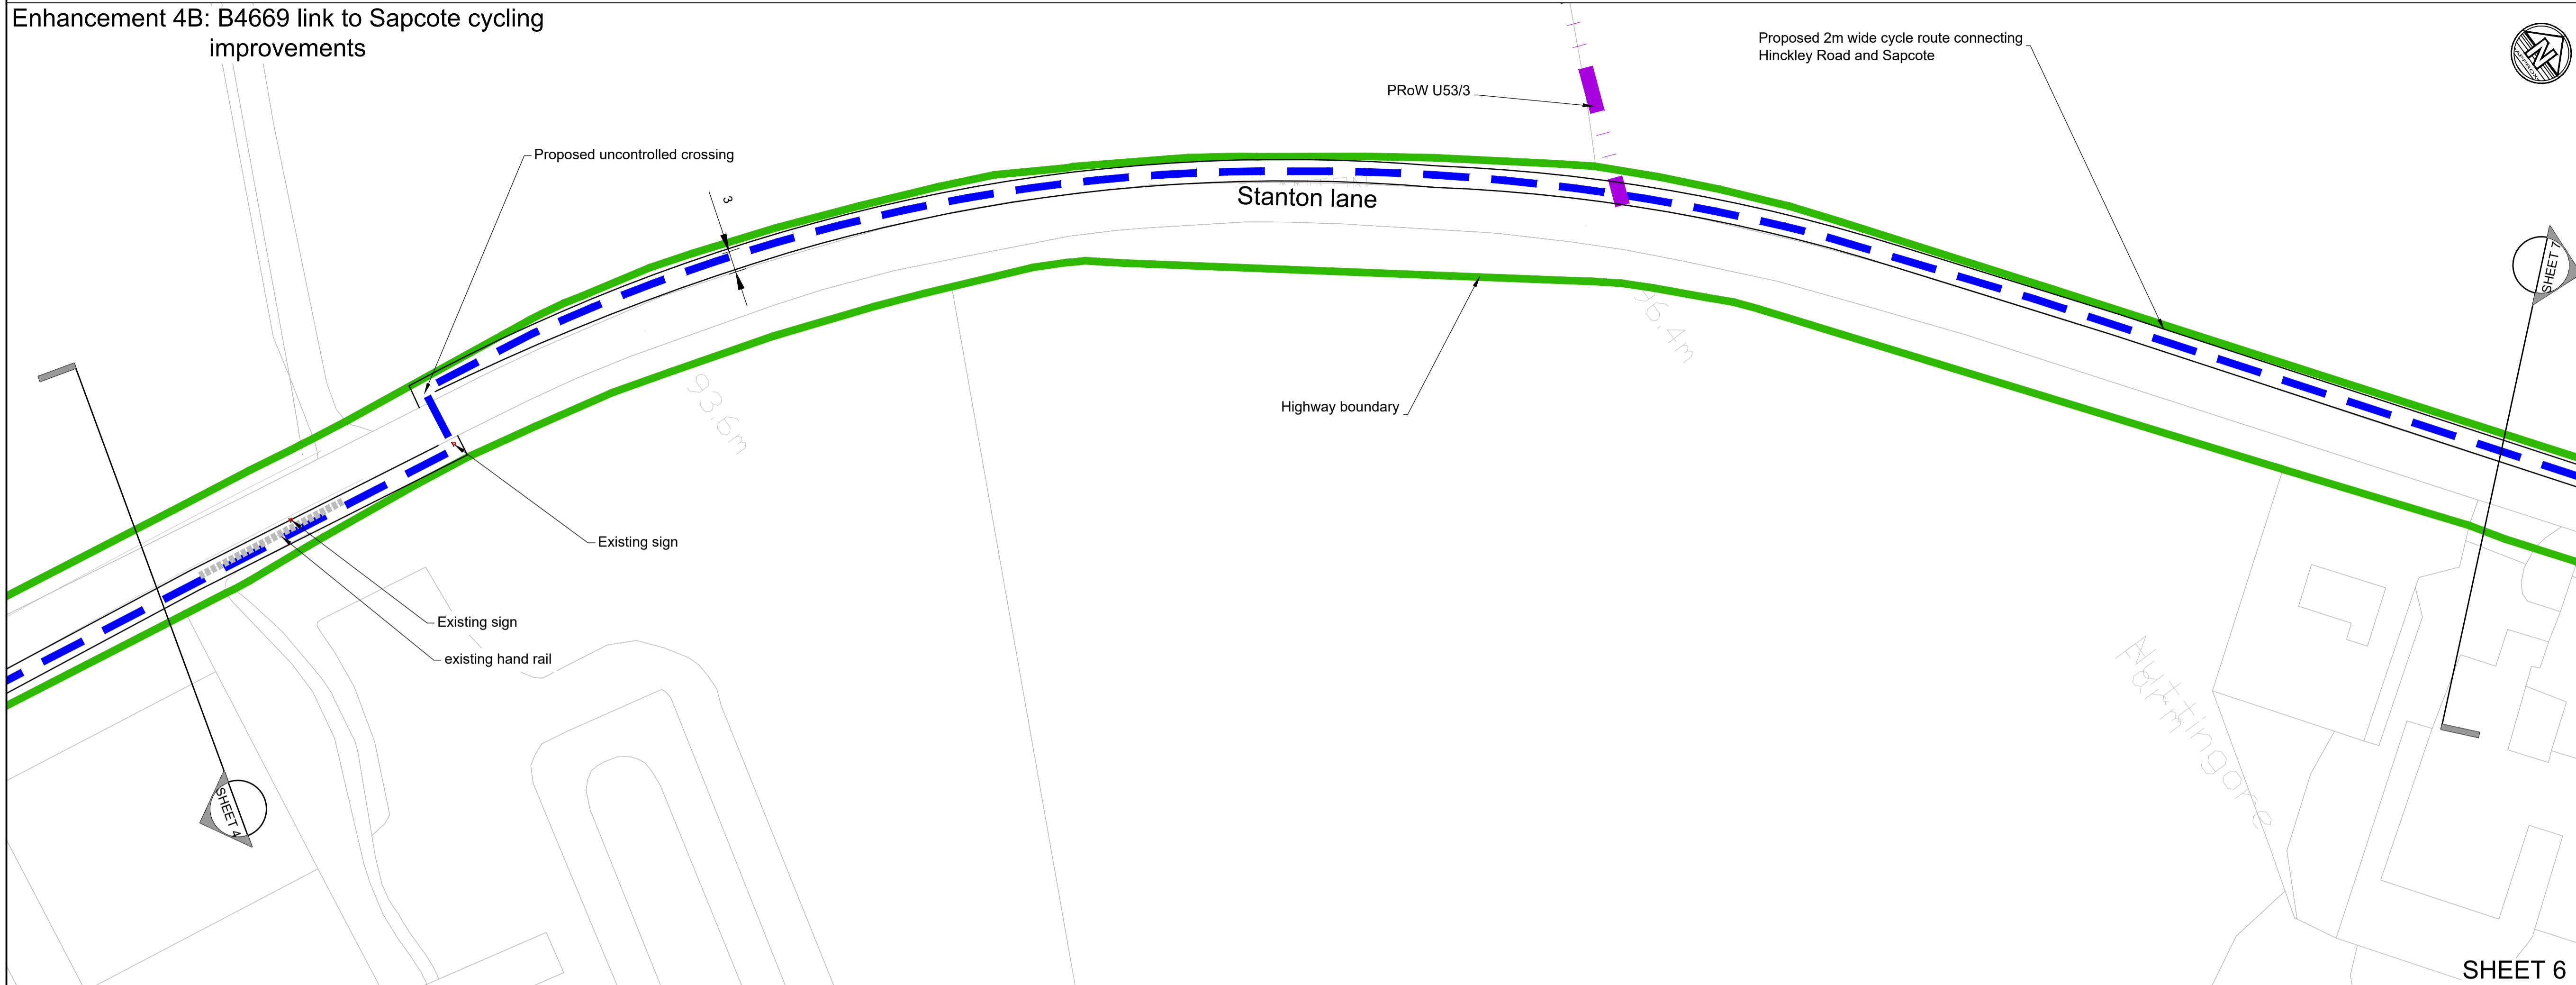 Enhancement 4B: B4669 link to Sapcote cycling
improvements
Proposed 2m wide cycle route connecting
Hinckley Road and Sapcote
N
APPROX
PRoW U53/3
Proposed uncontrolled crossing
3
Stanton lane
SHEET 7
96.4m
93.6m
Highway boundary
Existing sign
Existing sign
existing hand rail
Nuttingore
Farm
SHEET 4
SHEET 6